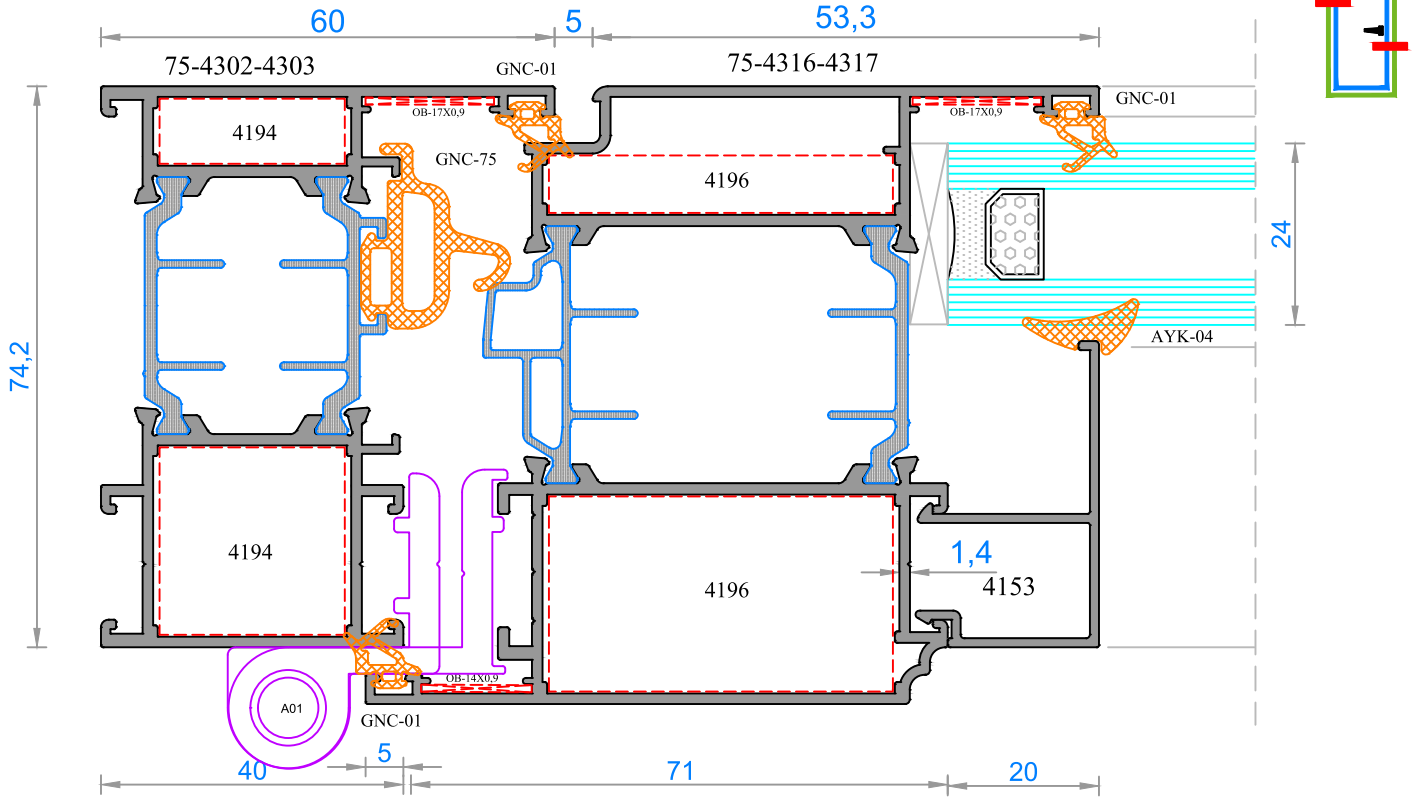 60
5
53,3
75-4302-4303
GNC-01
75-4316-4317
GNC-01
OB-17X0,9
OB-17X0,9
4194
GNC-75
4196
24
AYK-04
74,2
4194
4196
1,4
4153
OB-14X0,9
A01
GNC-01
5
40
71
20